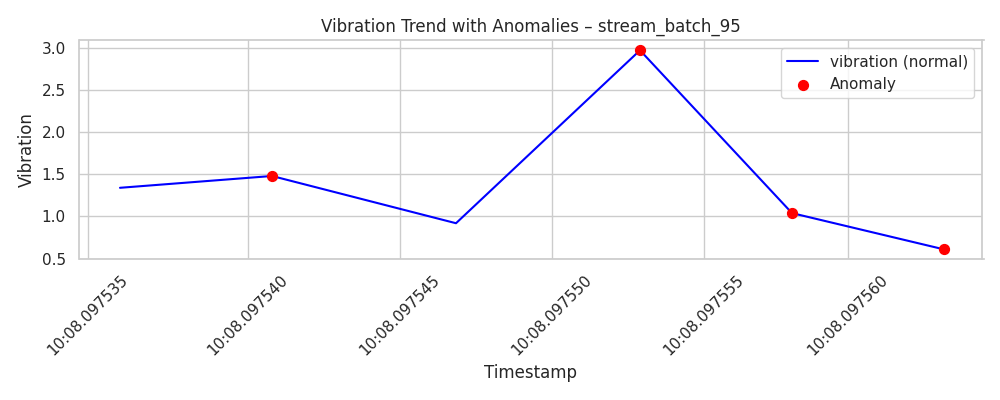 Vibration Trend with Anomalies – stream_batch_95
3.0
2.5
2.0
1.5
1.0
0.5
Vibration
vibration (normal)
Anomaly
10:08.097535
10:08.097540
10:08.097545
10:08.097550
10:08.097555
10:08.097560
Timestamp